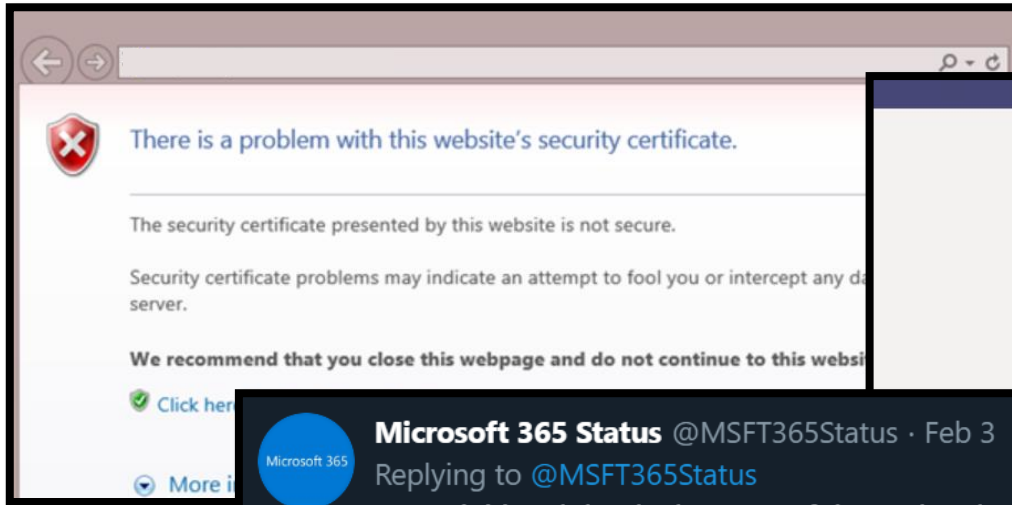 There is a problem with this website's security certificate.
The security certificate presented by this website is not secure.
Security certificate problems may indicate an attempt to fool you or intercept any
server.
We recommend that you close this webpage and do not continue to this
Click
More
Microsoft 365
Microsoft 365 Status @MSFT365Status · Feb 3
Replying to @MSFT365Status